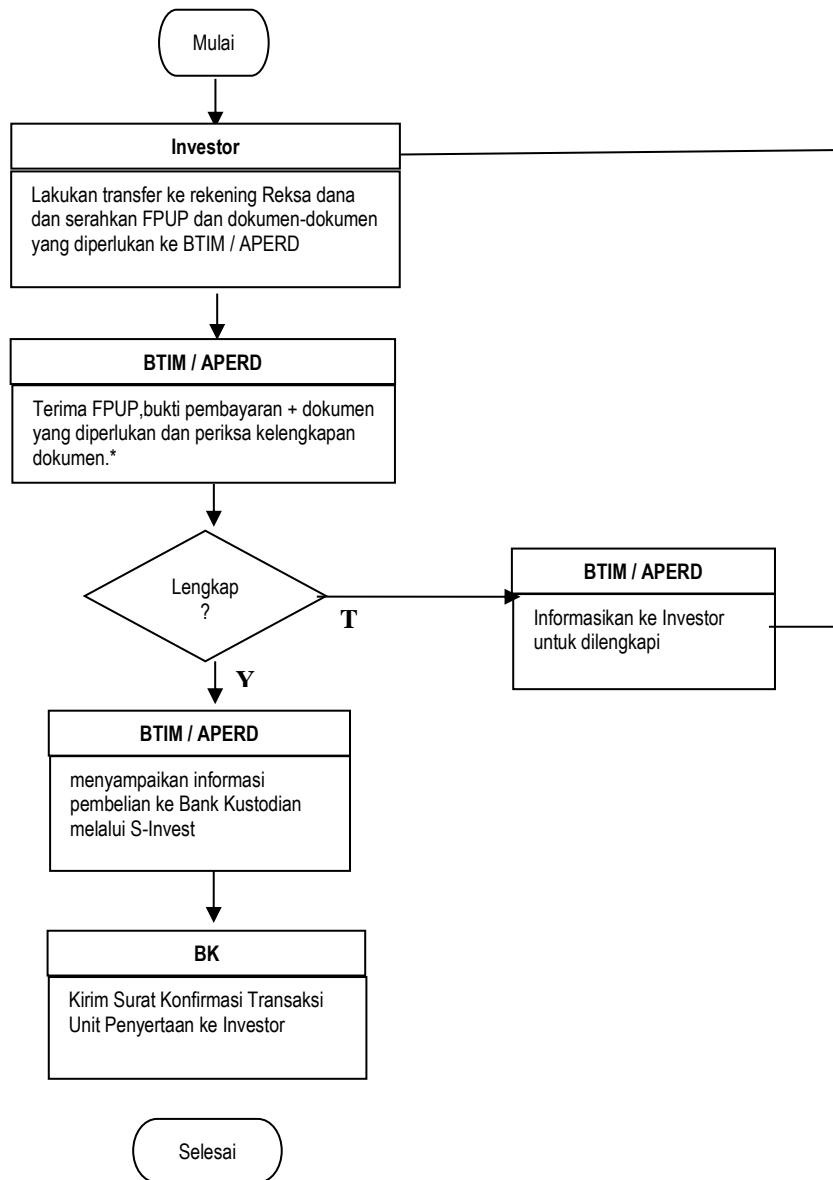 Mulai
Investor
Lakukan transfer ke rekening Reksa dana
dan serahkan FPUP dan dokumen-dokumen
yang diperlukan ke BTIM / APERD
BTIM / APERD
Terima FPUP,bukti pembayaran + dokumen
yang diperlukan dan periksa kelengkapan
dokumen.*
Lengkap
?
T
BTIM / APERD
Informasikan ke Investor
untuk dilengkapi
Y
BTIM / APERD
menyampaikan informasi
pembelian ke Bank Kustodian
melalui S-Invest
BK
Kirim Surat Konfirmasi Transaksi
Unit Penyertaan ke Investor
Selesai